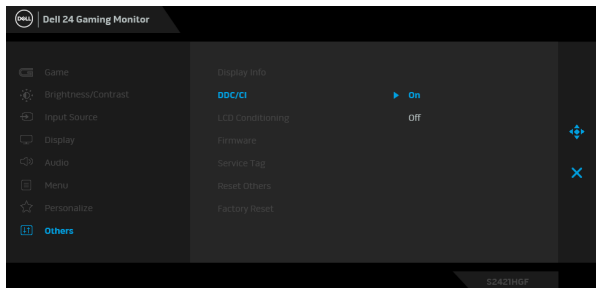 DELL
Dell 24 Gaming Monitor
Game
Brightness/Contrast
Input Source
Display
Audio
Menu
Personalize
Others
Display Info
DDC/CI
On
LCD Conditioning
Off
Firmware
Service Tag
Reset Others
Factory Reset
S2421HGF